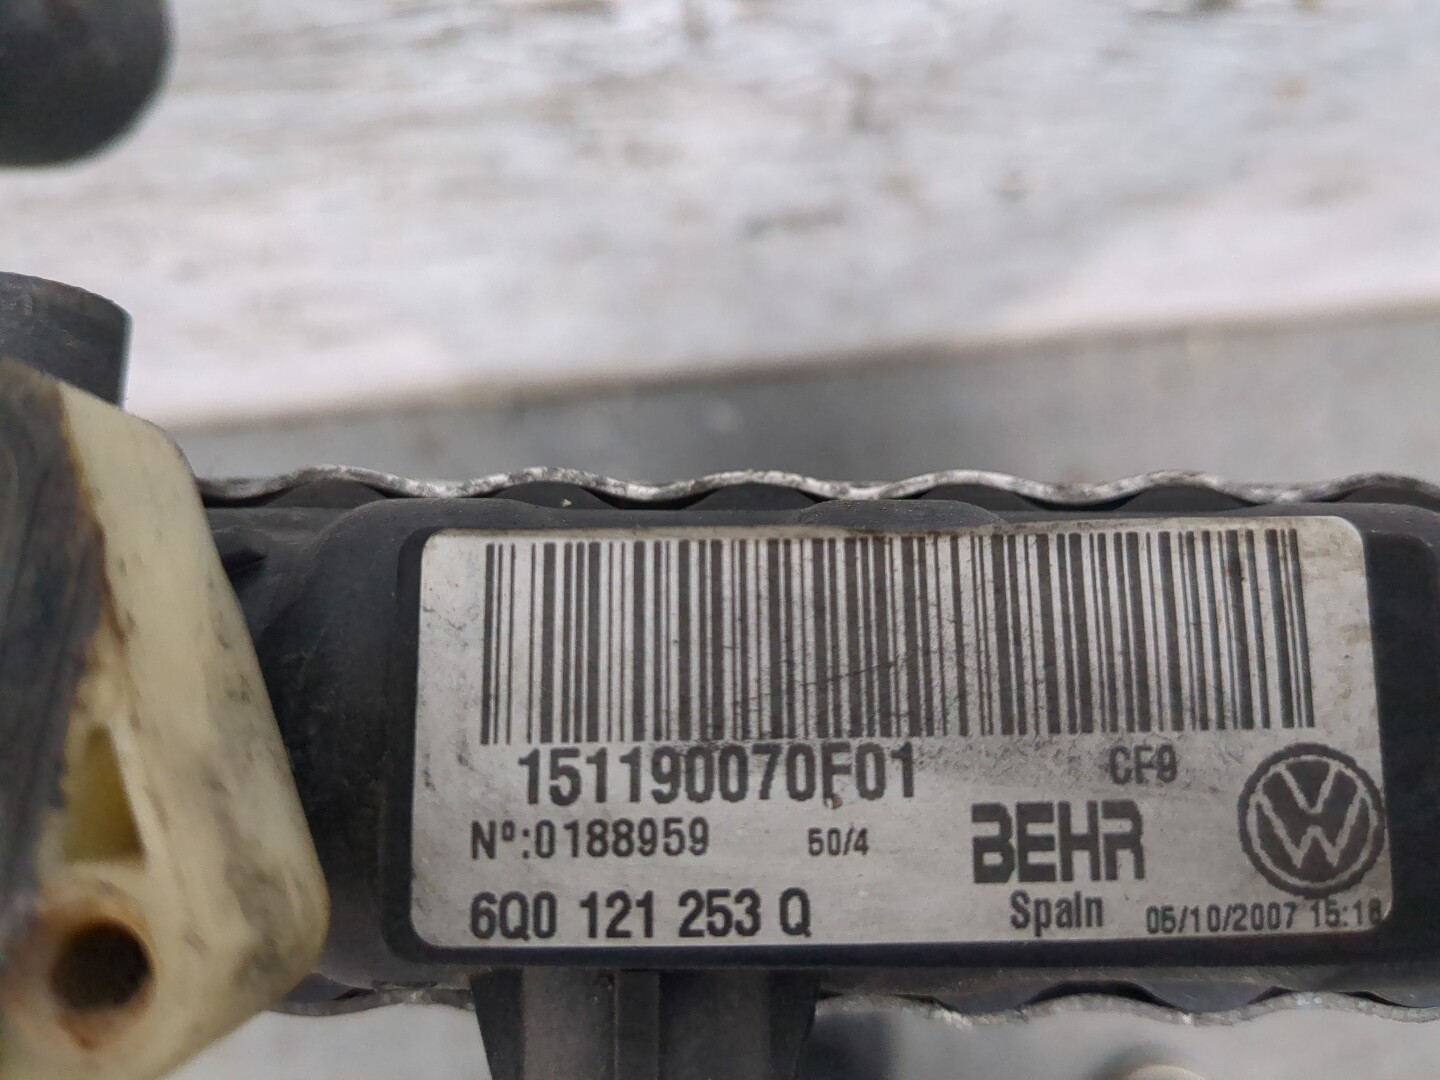 151190070F01 CF9
Nº:0188959 50/4 BEHR
6Q0 121 253 Q Spain 05/10/2007 15:18